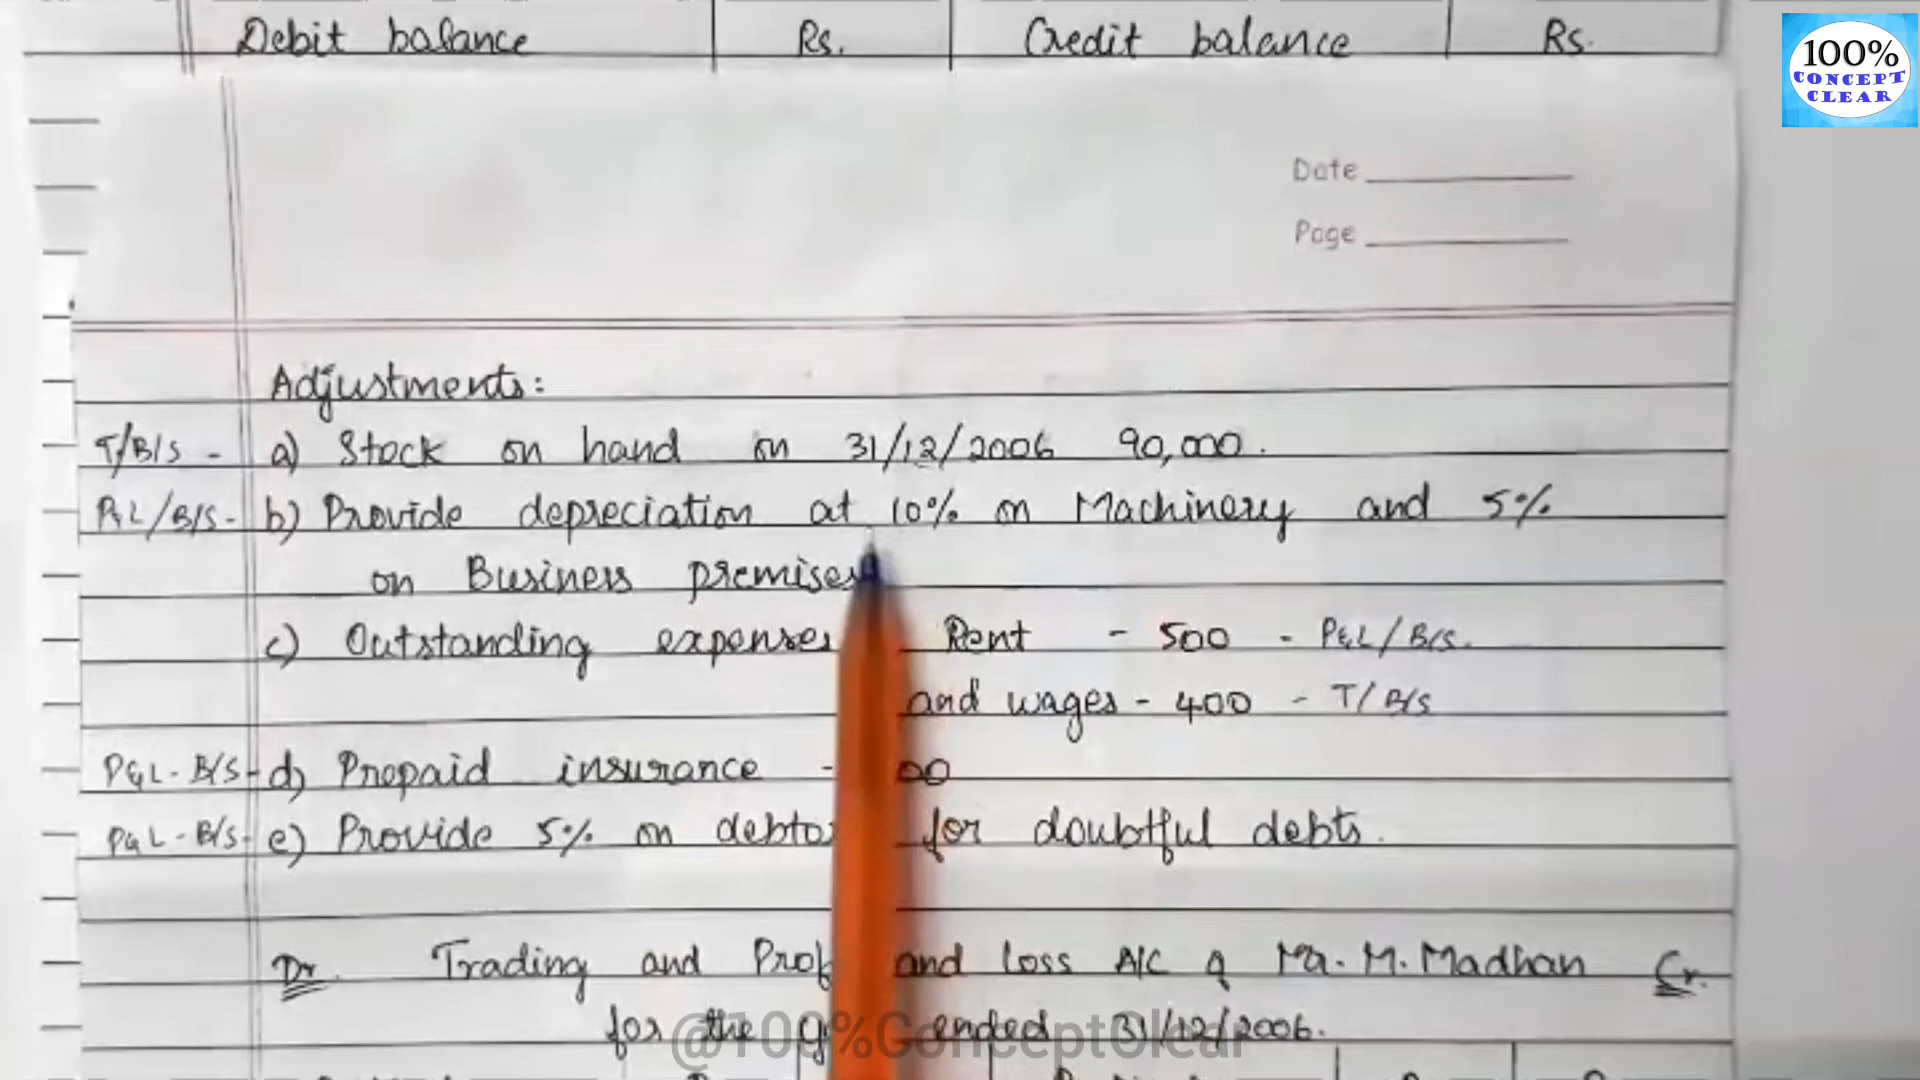 Debit balance Rs. Credit balance Rs.
100%
CONCEPT
CLEAR
Date
Page
Adjustments:
T/B/S - a) Stock on hand on 31/12/2006 90,000.
P&L/B/S - b) Provide depreciation at 10% on Machinery and 5%
on Business premises
c) Outstanding expenses Rent - 500 - P&L/B/S.
and wages - 400 - T/B/S
P&L - B/S - d) Prepaid insurance - 00
P&L - B/S - e) Provide 5% on debto for doubtful debts.
Dr. Trading and Prof and loss A/C of Mr. M. Madhan Cr.
for the ended 31/12/2006.
@100%ConceptClear